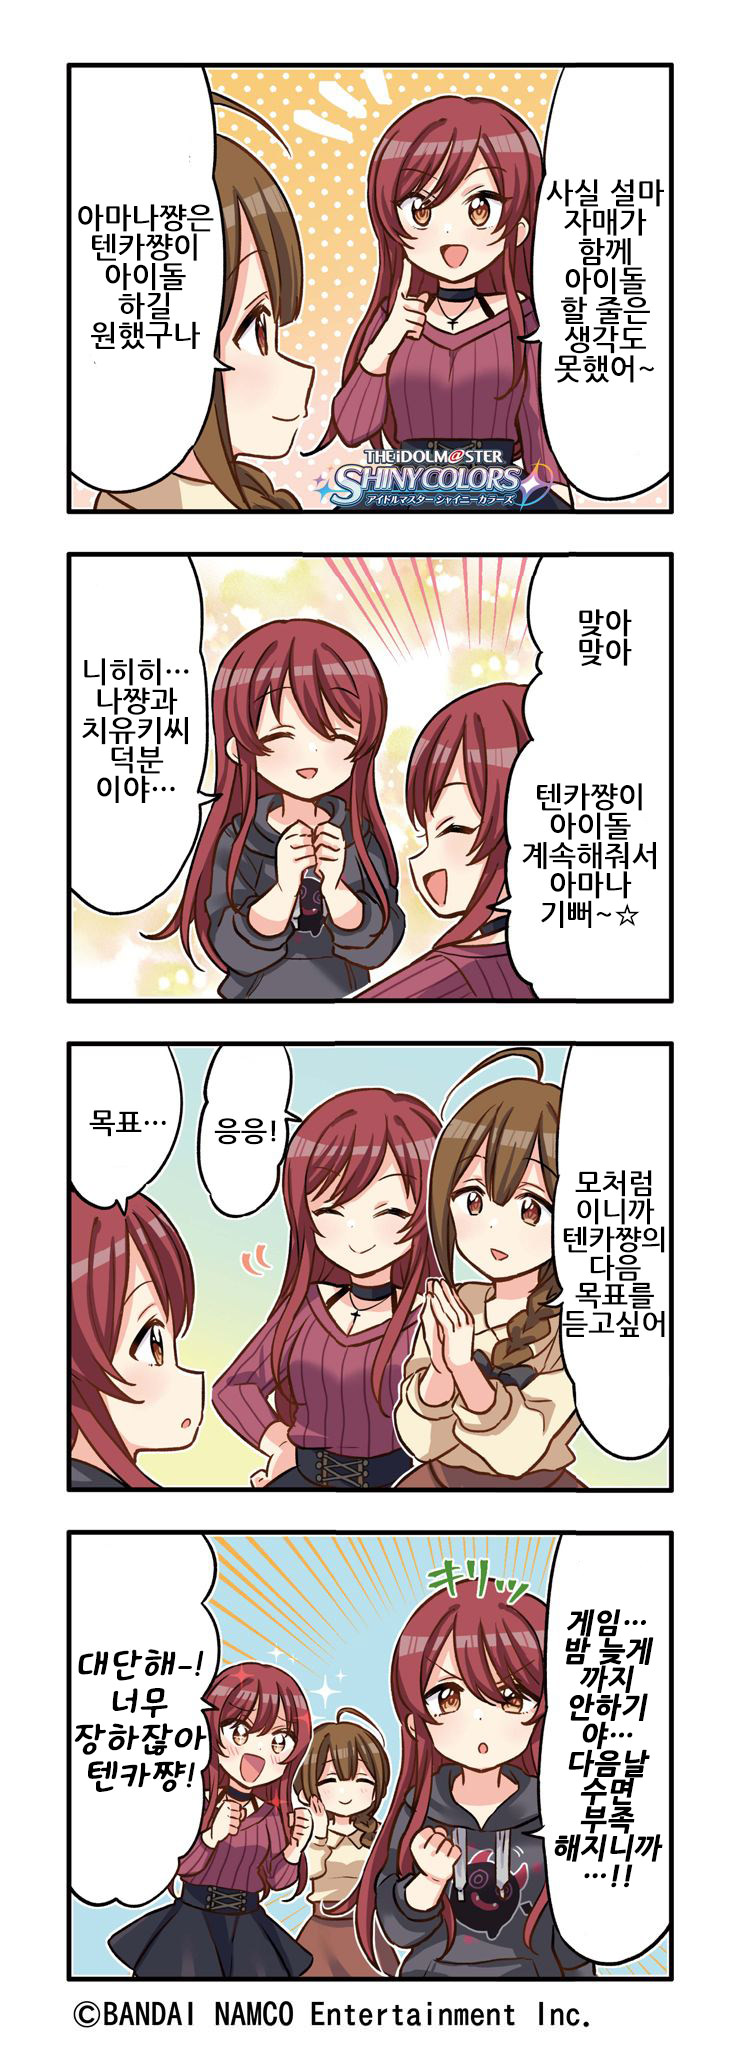 사실 설마
자매가
함께
아이돌
할 줄은
생각도
못했어~
아마나쨩은
텐카쨩이
아이돌
하길
원했구나
THE iDOLM@STER
SHINYCOLORS
アイドルマスター シャイニーカラーズ
맞아
맞아
텐카쨩이
아이돌
계속해줘서
아마나
기뻐~☆
니히히…
나쨩과
치유키씨
덕분
이야…
모처럼
이니까
텐카쨩의
다음
목표를
듣고싶어
응응!
목표…
キリッ
게임…
밤 늦게
까지
안하기
야…
다음날
수면
부족
해지니까
…!!
대단해-!
너무
장하잖아
텐카쨩!
©BANDAI NAMCO Entertainment Inc.